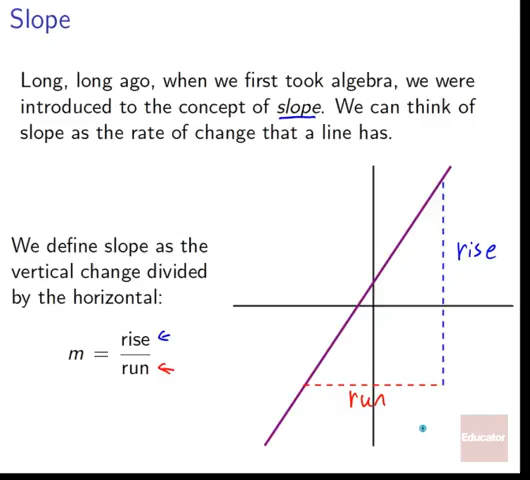 Slope
Long, long ago, when we first took algebra, we were
introduced to the concept of slope. We can think of
slope as the rate of change that a line has.
We define slope as the
vertical change divided
by the horizontal:
m = rise
run
rise
run
Educator